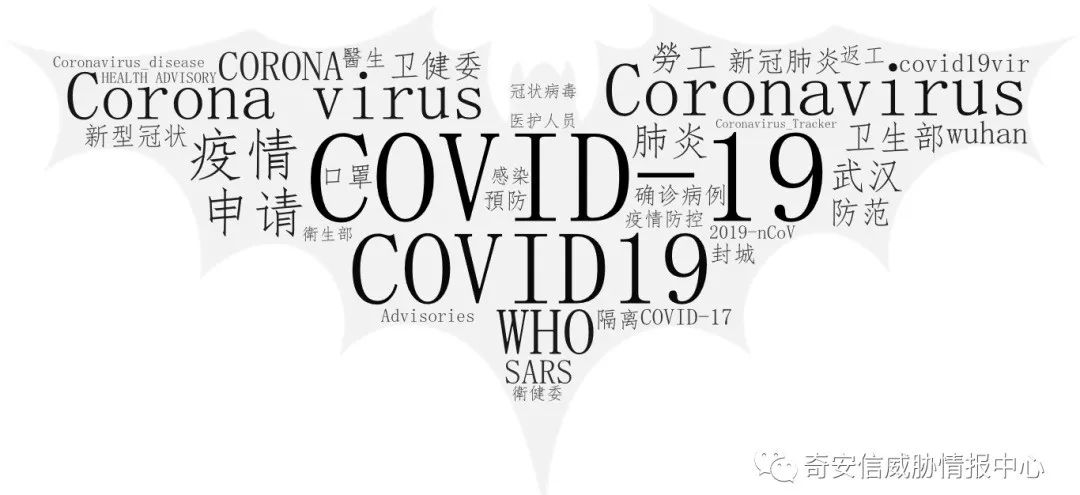 Coronavirus_disease
HEALTH ADVISORY
CORONA
醫生
卫健委
Corona virus
新型冠状
疫情
申请
口罩
衛生部
冠状病毒
医护人员
勞工
新冠肺炎
返工
covid19vir
Coronavirus
Coronavirus_Tracker
肺炎
卫生部
wuhan
COVID-19
感染
預防
确诊病例
疫情防控
武汉
防范
2019-nCoV
封城
COVID19
Advisories
WHO
隔离
COVID-17
SARS
衛健委
奇安信威胁情报中心